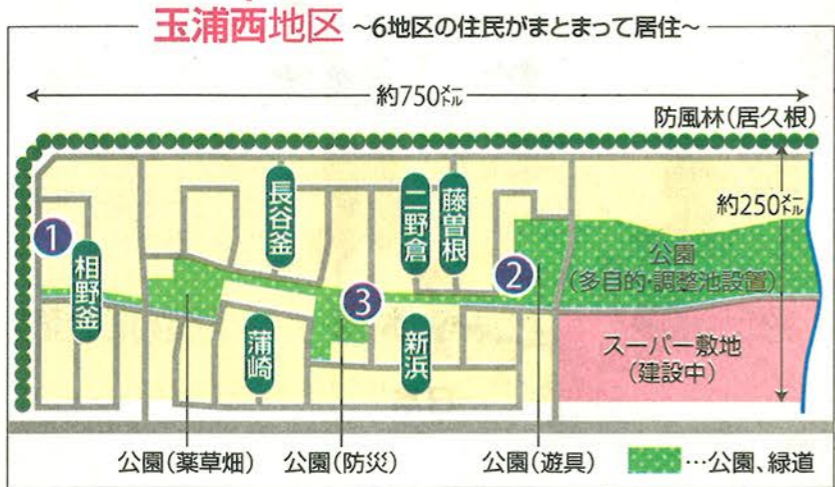 玉浦西地区 ~6地区の住民がまとまって居住~
約750㍍
防風林(居久根)
約250㍍
1
相野釜
長谷釜
二野倉
藤曽根
2
公園
(多目的・調整池設置)
3
蒲崎
新浜
スーパー敷地
(建設中)
公園(薬草畑)
公園(防災)
公園(遊具)
…公園、緑道